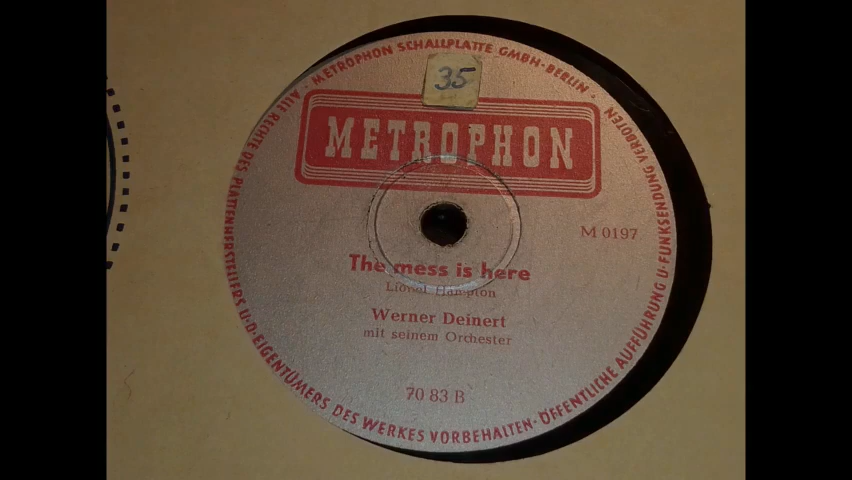 METROPHON SCHALLPLATTE GMBH-BERLIN
35
METROPHON
M 0197
The mess is here
Lionel Hampton
Werner Deinert
mit seinem Orchester
70 83 B
ALLE RECHTE DES PLATTENHERSTELLERS U·D·EIGENTÜMERS DES WERKES VORBEHALTEN·ÖFFENTLICHE AUFFÜHRUNG U·FUNKSENDUNG VERBOTEN